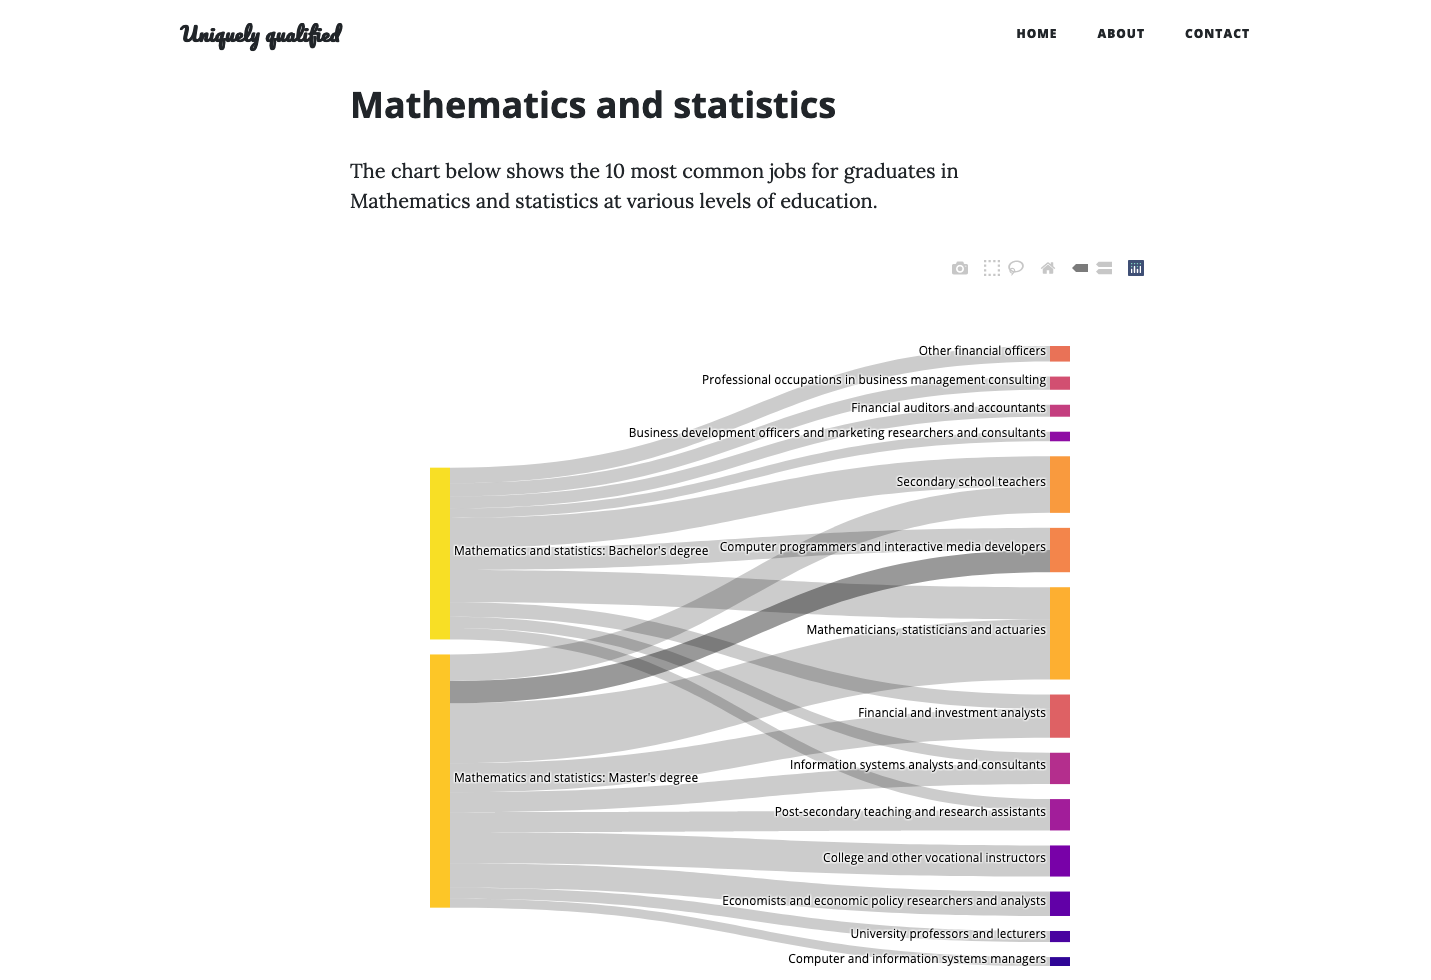 Uniquely qualified
HOME
ABOUT
CONTACT
Mathematics and statistics
The chart below shows the 10 most common jobs for graduates in
Mathematics and statistics at various levels of education.
Other financial officers
Professional occupations in business management consulting
Financial auditors and accountants
Business development officers and marketing researchers and consultants
Secondary school teachers
Mathematics and statistics: Bachelor's degree
Computer programmers and interactive media developers
Mathematicians, statisticians and actuaries
Financial and investment analysts
Information systems analysts and consultants
Mathematics and statistics: Master's degree
Post-secondary teaching and research assistants
College and other vocational instructors
Economists and economic policy researchers and analysts
University professors and lecturers
Computer and information systems managers